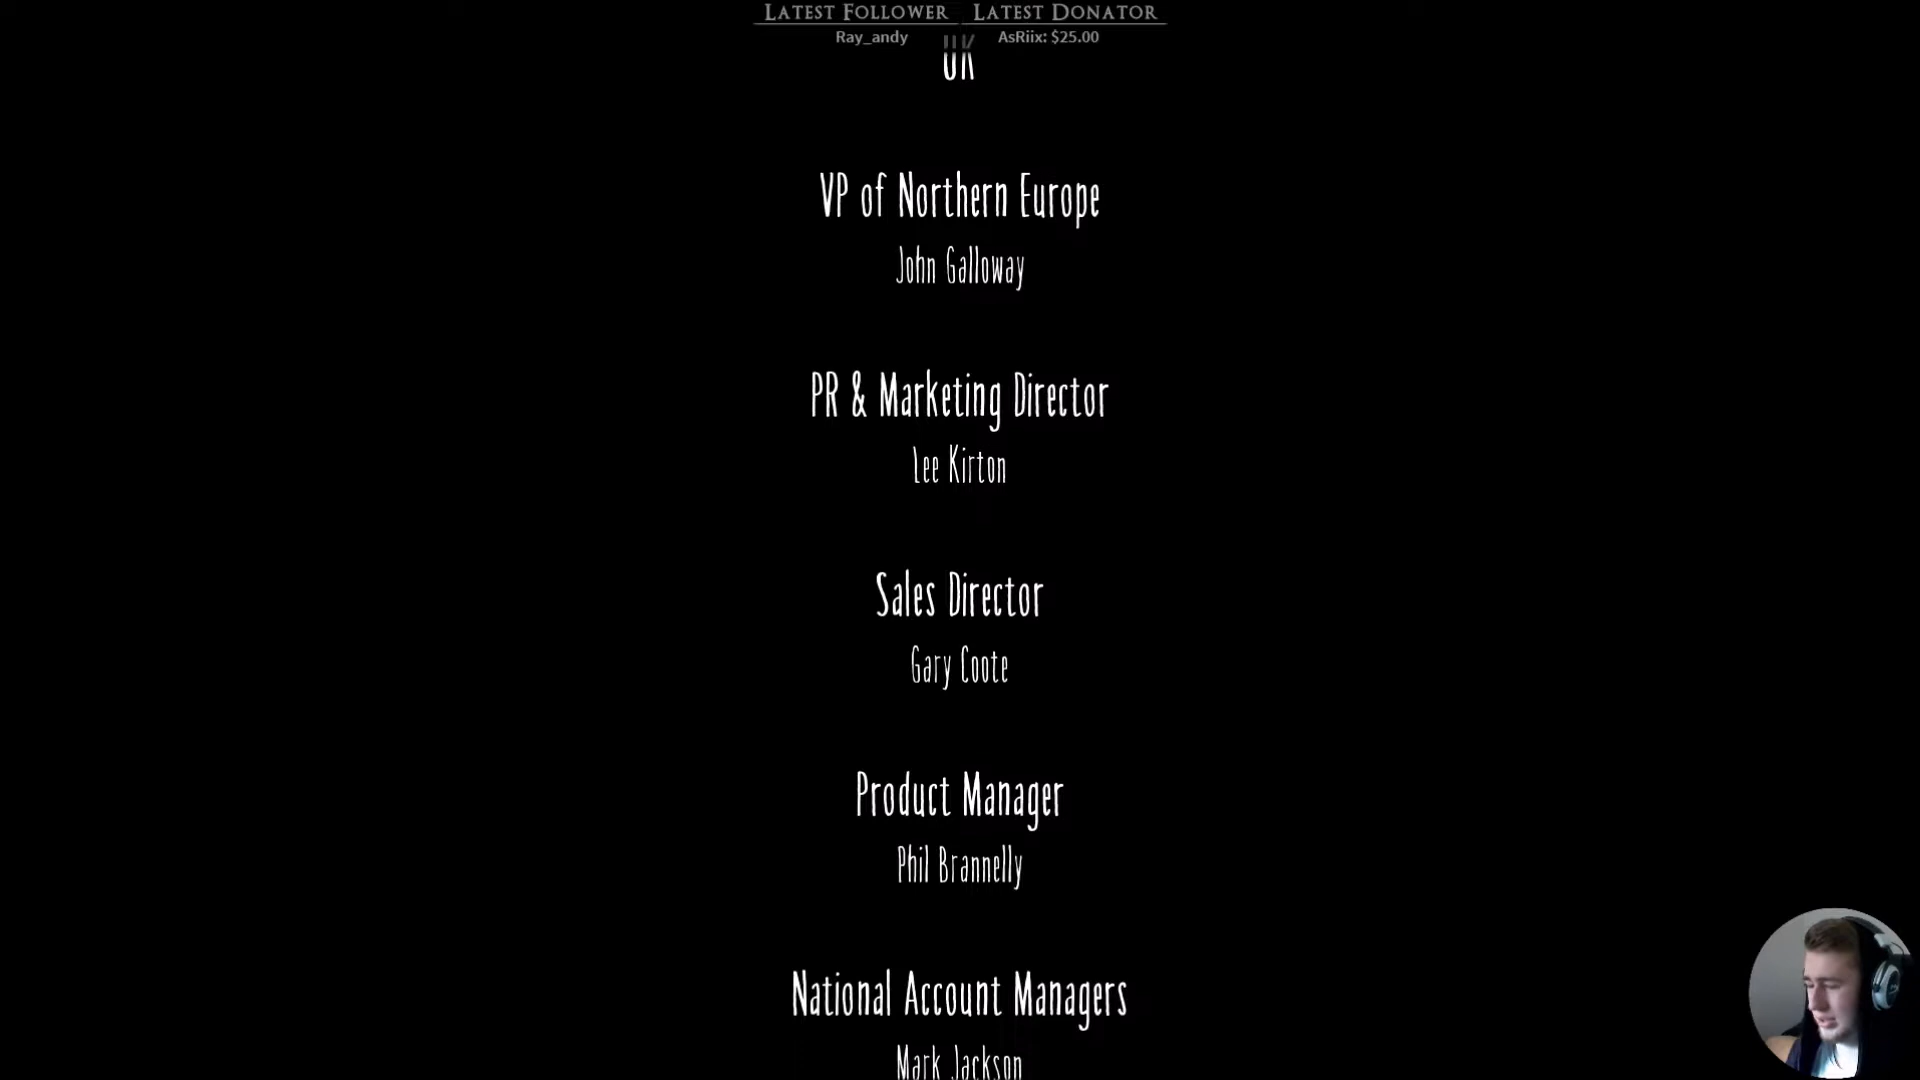 Latest Follower Latest Donator
Ray_andy AsRiix: $25.00
UK
VP of Northern Europe
John Galloway
PR & Marketing Director
Lee Kirton
Sales Director
Gary Coote
Product Manager
Phil Brannelly
National Account Managers
Mark Jackson